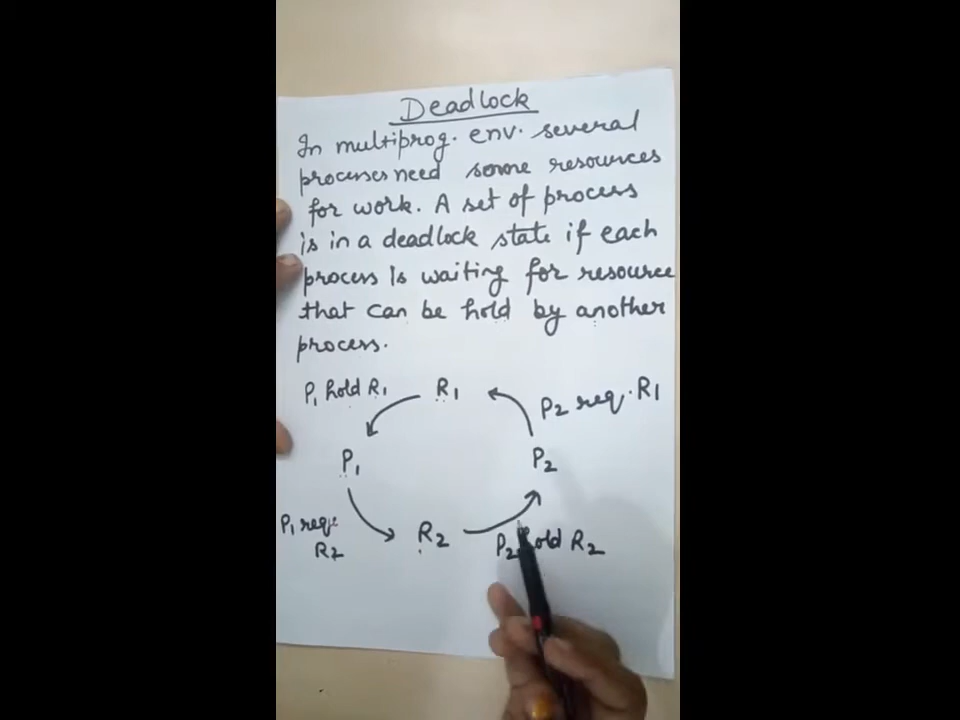 Deadlock
In multiprog. env. several
processes need some resources
for work. A set of process
is in a deadlock state if each
process is waiting for resource
that can be hold by another
process.
P1 hold R1
R1
P2 req. R1
P1
P2
P1 reqe
R2
R2
P2 hold R2